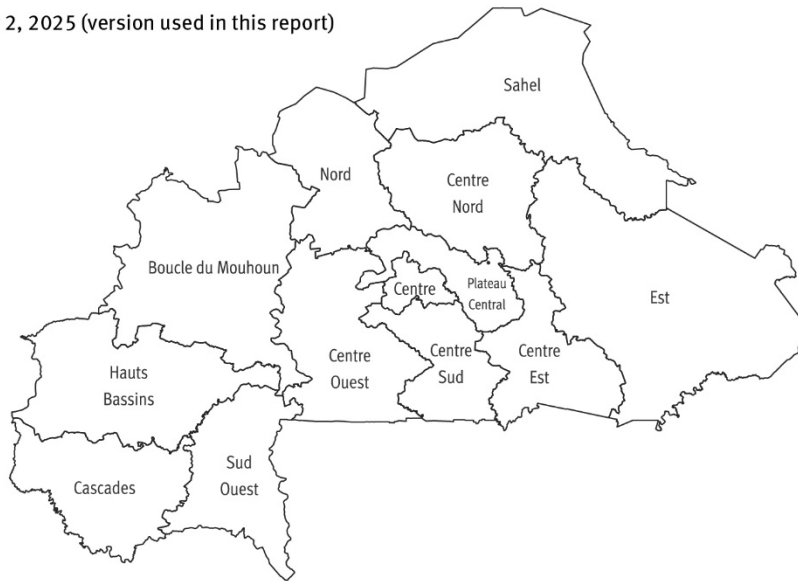 2, 2025 (version used in this report)
Sahel
Nord
Centre
Nord
Boucle du Mouhoun
Centre
Plateau
Central
Est
Hauts
Bassins
Centre
Ouest
Centre
Sud
Centre
Est
Cascades
Sud
Ouest